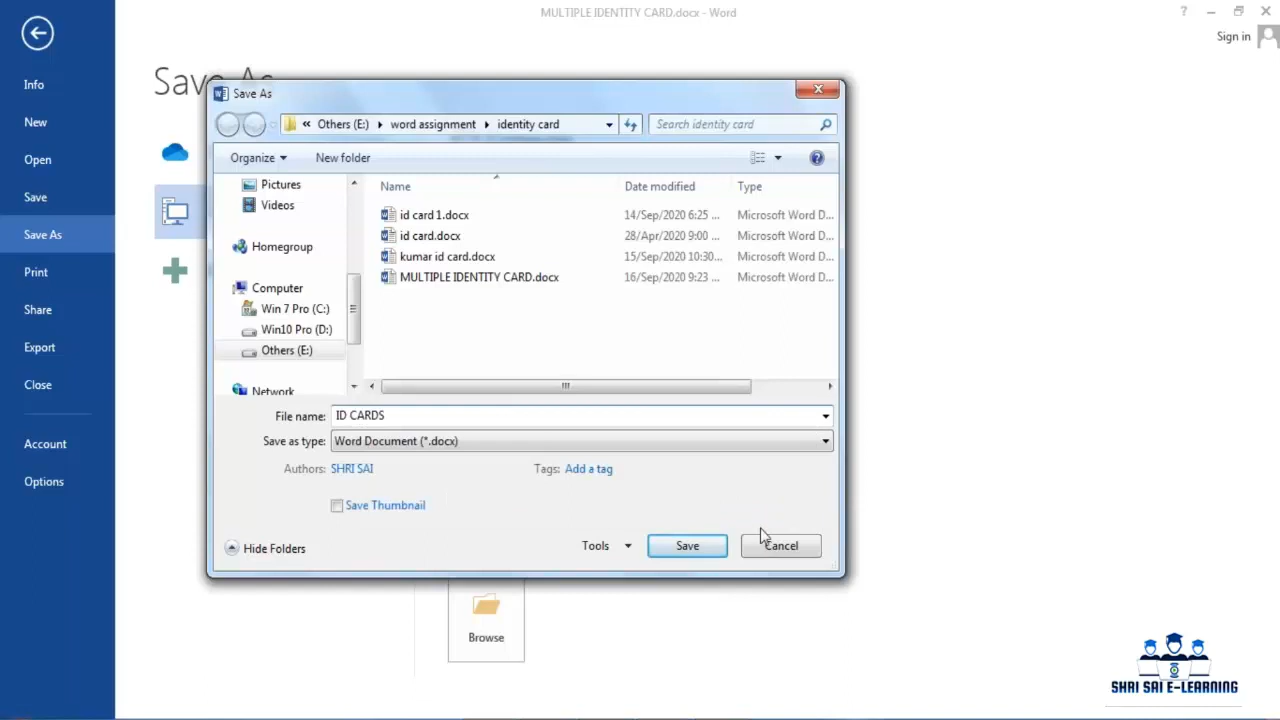 MULTIPLE IDENTITY CARD.docx - Word
?
Sign in
Info
New
Open
Save
Save As
Print
Share
Export
Close
Account
Options
Save As
Save As
« Others (E:) word assignment identity card
Search identity card
Organize New folder
Pictures
Videos
Homegroup
Computer
Win 7 Pro (C:)
Win10 Pro (D:)
Others (E:)
Network
Name Date modified Type
id card 1.docx 14/Sep/2020 6:25 ... Microsoft Word D...
id card.docx 28/Apr/2020 9:00 ... Microsoft Word D...
kumar id card.docx 15/Sep/2020 10:30... Microsoft Word D...
MULTIPLE IDENTITY CARD.docx 16/Sep/2020 9:23 ... Microsoft Word D...
File name: ID CARDS
Save as type: Word Document (*.docx)
Authors: SHRI SAI Tags: Add a tag
Save Thumbnail
Hide Folders Tools Save Cancel
Browse
SHRI SAI E-LEARNING